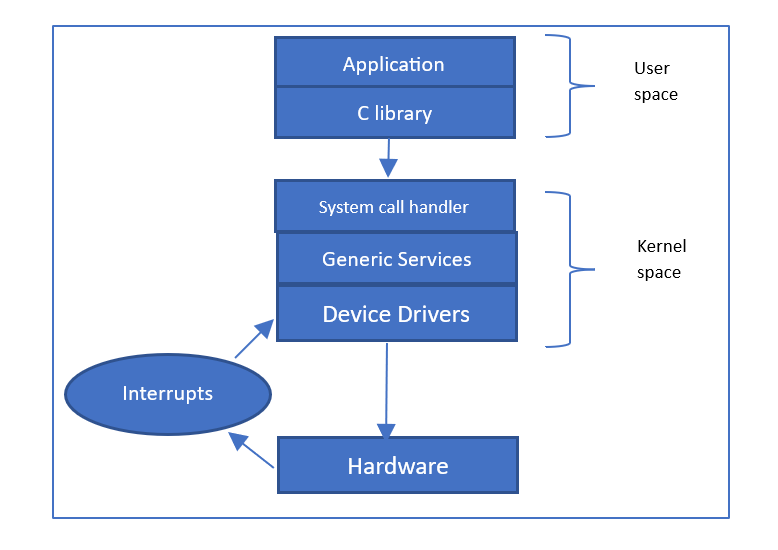 Application
User
space
C library
System call handler
Generic Services
Kernel
space
Device Drivers
Interrupts
Hardware